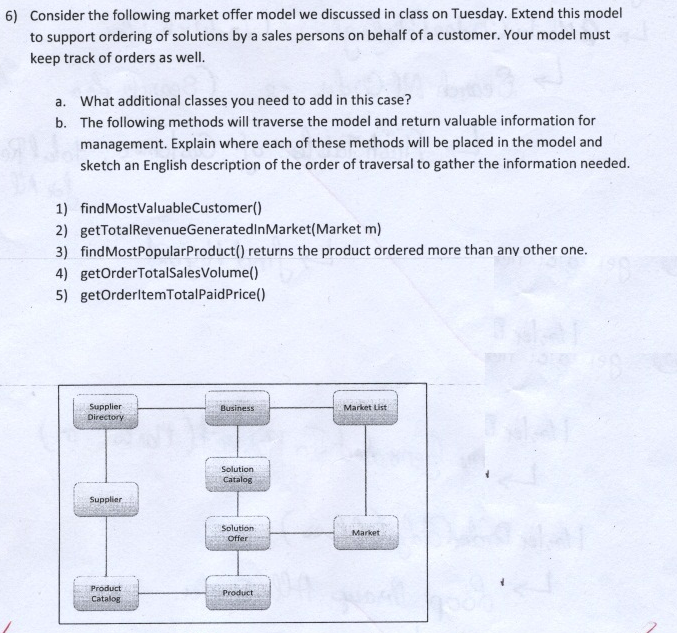 6) Consider the following market offer model we discussed in class on Tuesday. Extend this model
to support ordering of solutions by a sales persons on behalf of a customer. Your model must
keep track of orders as well.
a. What additional classes you need to add in this case?
b. The following methods will traverse the model and return valuable information for
management. Explain where each of these methods will be placed in the model and
sketch an English description of the order of traversal to gather the information needed.
1) findMostValuableCustomer()
2) getTotalRevenueGeneratedInMarket(Market m)
3) findMostPopularProduct() returns the product ordered more than any other one.
4) getOrderTotalSalesVolume()
5) getOrderItemTotalPaidPrice()
Supplier
Directory
Business
Market List
Solution
Catalog
Supplier
Solution
Offer
Market
Product
Catalog
Product